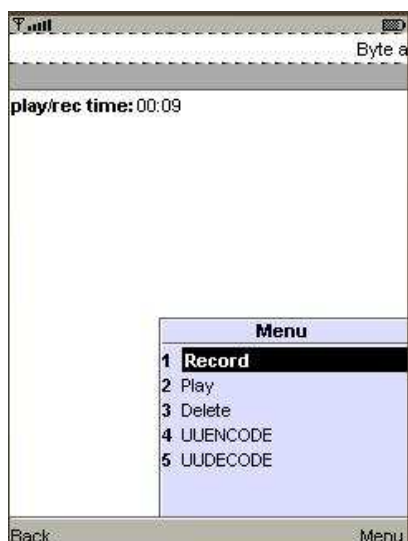 Byte a
play/rec time: 00:09
Menu
1 Record
2 Play
3 Delete
4 UUENCODE
5 UUDECODE
Back Menu